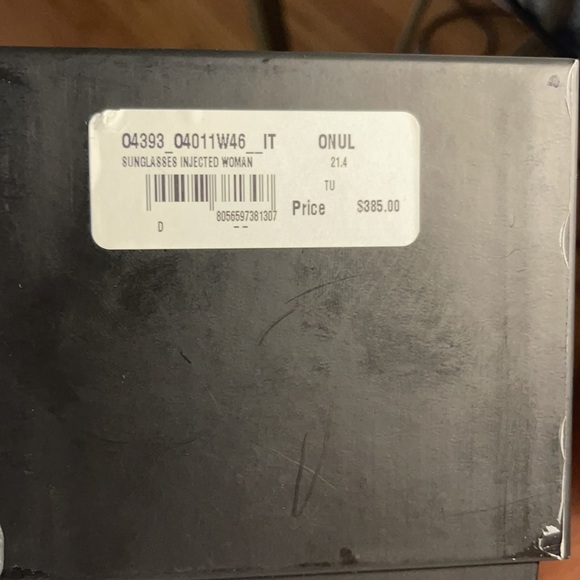 04393_04011W46__IT ONUL
SUNGLASSES INJECTED WOMAN 21.4
TU
Price $385.00
8056597381307
D --